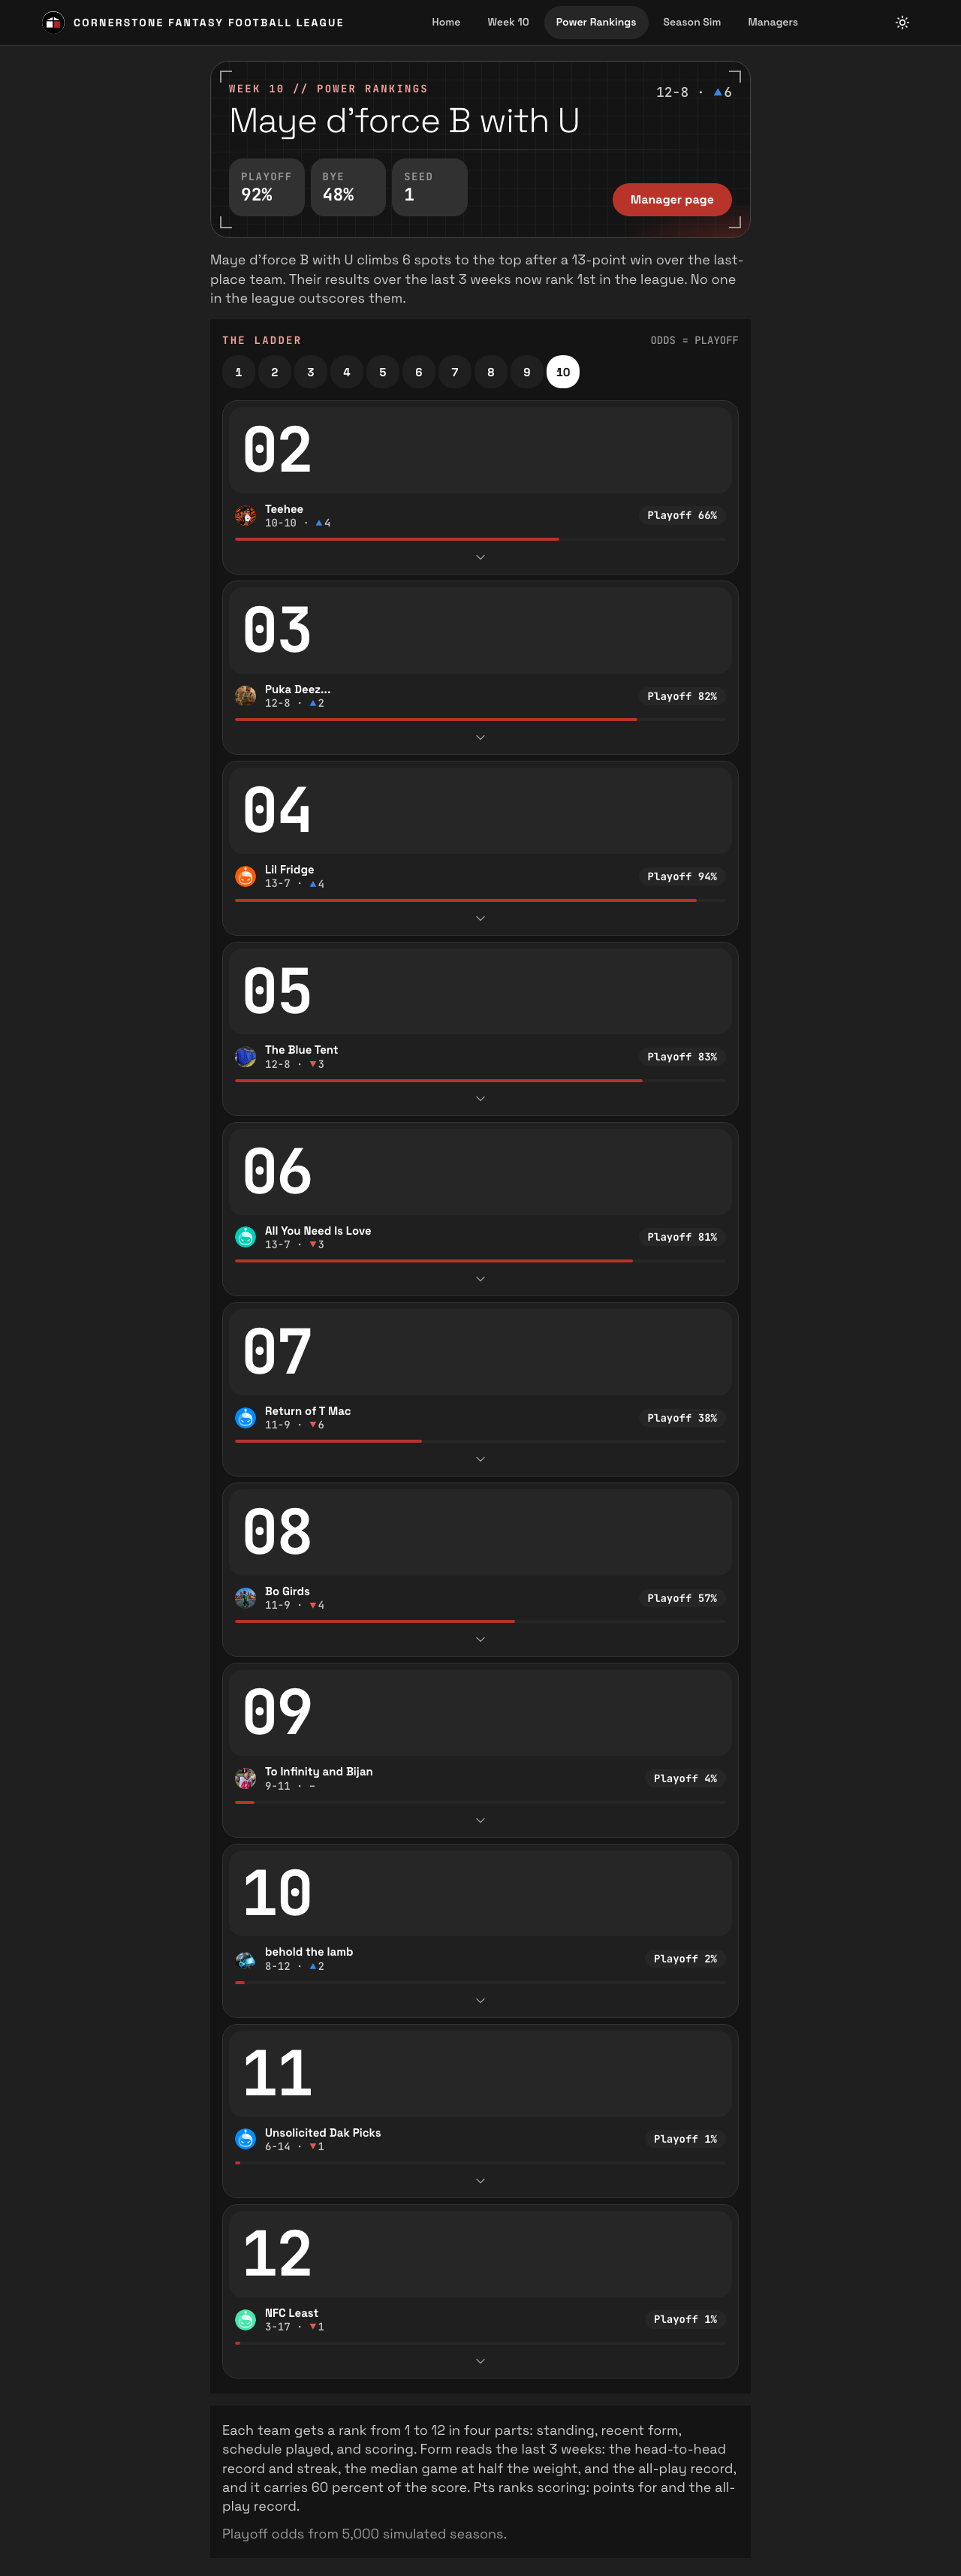 CORNERSTONE FANTASY FOOTBALL LEAGUE
Home
Week 10
Power Rankings
Season Sim
Managers
WEEK 10 // POWER RANKINGS
12-8 · ▲6
Maye d'force B with U
PLAYOFF
92%
BYE
48%
SEED
1
Manager page
Maye d'force B with U climbs 6 spots to the top after a 13-point win over the last-
place team. Their results over the last 3 weeks now rank 1st in the league. No one
in the league outscores them.
THE LADDER
ODDS = PLAYOFF
1 2 3 4 5 6 7 8 9 10
02
Teehee
10-10 · ▲4
Playoff 66%
03
Puka Deez...
12-8 · ▲2
Playoff 82%
04
Lil Fridge
13-7 · ▲4
Playoff 94%
05
The Blue Tent
12-8 · ▼3
Playoff 83%
06
All You Need Is Love
13-7 · ▼3
Playoff 81%
07
Return of T Mac
11-9 · ▼6
Playoff 38%
08
Bo Girds
11-9 · ▼4
Playoff 57%
09
To Infinity and Bijan
9-11 · –
Playoff 4%
10
behold the lamb
8-12 · ▲2
Playoff 2%
11
Unsolicited Dak Picks
6-14 · ▼1
Playoff 1%
12
NFC Least
3-17 · ▼1
Playoff 1%
Each team gets a rank from 1 to 12 in four parts: standing, recent form,
schedule played, and scoring. Form reads the last 3 weeks: the head-to-head
record and streak, the median game at half the weight, and the all-play record,
and it carries 60 percent of the score. Pts ranks scoring: points for and the all-
play record.
Playoff odds from 5,000 simulated seasons.